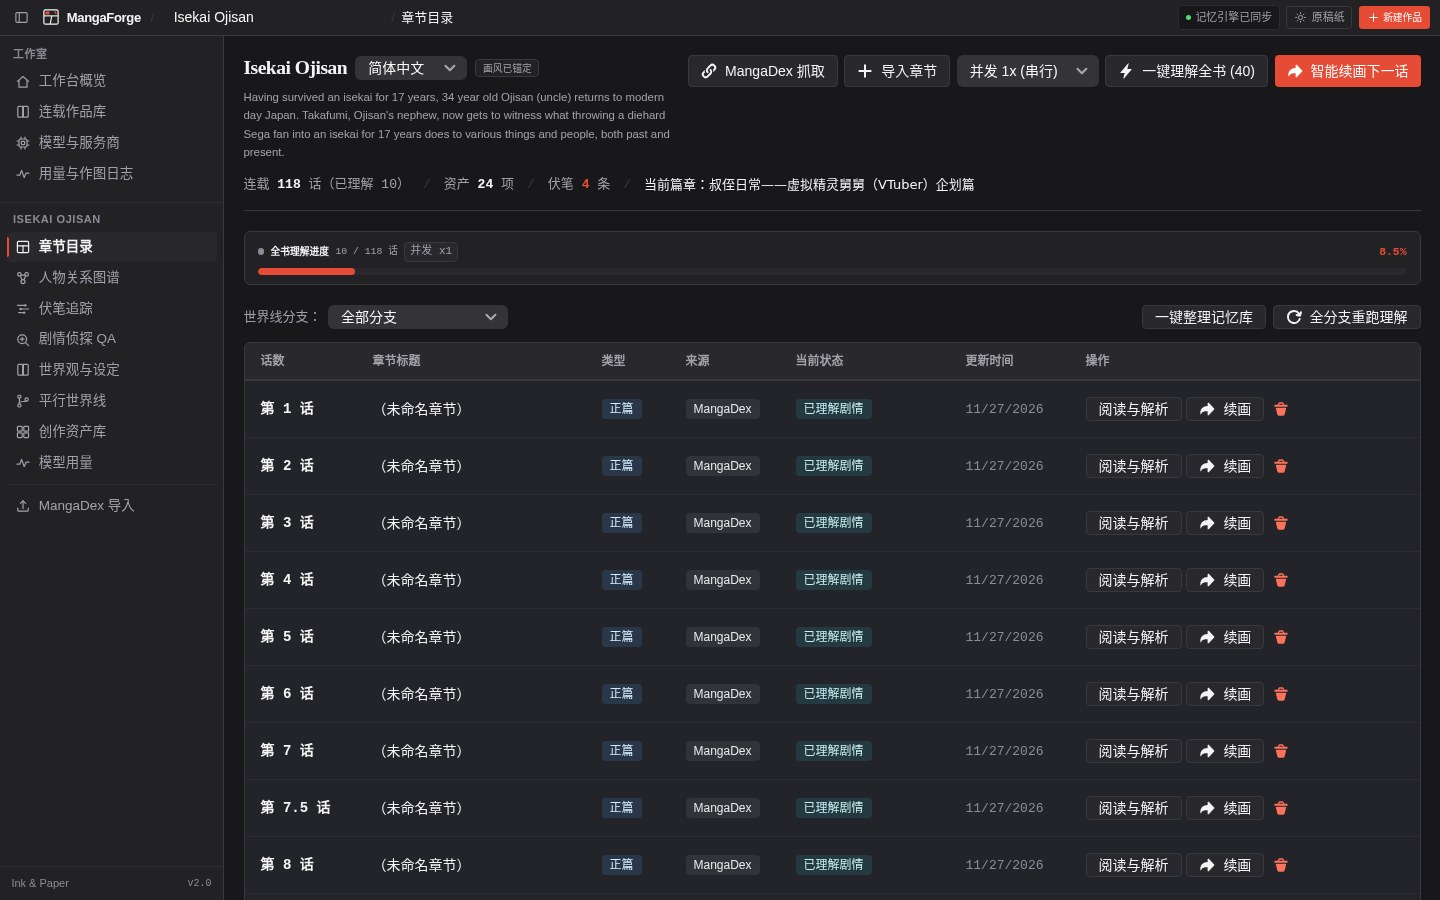 MangaForge / Isekai Ojisan / 章节目录
记忆引擎已同步 原稿纸 新建作品
工作室
工作台概览
连载作品库
模型与服务商
用量与作图日志
ISEKAI OJISAN
章节目录
人物关系图谱
伏笔追踪
剧情侦探 QA
世界观与设定
平行世界线
创作资产库
模型用量
MangaDex 导入
Ink & Paper v2.0
Isekai Ojisan 简体中文 画风已锚定
MangaDex 抓取 导入章节 并发 1x (串行) 一键理解全书 (40) 智能续画下一话
Having survived an isekai for 17 years, 34 year old Ojisan (uncle) returns to modern
day Japan. Takafumi, Ojisan's nephew, now gets to witness what throwing a diehard
Sega fan into an isekai for 17 years does to various things and people, both past and
present.
连载 118 话（已理解 10） / 资产 24 项 / 伏笔 4 条 / 当前篇章：叔侄日常——虚拟精灵舅舅（VTuber）企划篇
全书理解进度 10 / 118 话 并发 x1 8.5%
世界线分支： 全部分支 一键整理记忆库 全分支重跑理解
话数 章节标题 类型 来源 当前状态 更新时间 操作
第 1 话 （未命名章节） 正篇 MangaDex 已理解剧情 11/27/2026 阅读与解析 续画
第 2 话 （未命名章节） 正篇 MangaDex 已理解剧情 11/27/2026 阅读与解析 续画
第 3 话 （未命名章节） 正篇 MangaDex 已理解剧情 11/27/2026 阅读与解析 续画
第 4 话 （未命名章节） 正篇 MangaDex 已理解剧情 11/27/2026 阅读与解析 续画
第 5 话 （未命名章节） 正篇 MangaDex 已理解剧情 11/27/2026 阅读与解析 续画
第 6 话 （未命名章节） 正篇 MangaDex 已理解剧情 11/27/2026 阅读与解析 续画
第 7 话 （未命名章节） 正篇 MangaDex 已理解剧情 11/27/2026 阅读与解析 续画
第 7.5 话 （未命名章节） 正篇 MangaDex 已理解剧情 11/27/2026 阅读与解析 续画
第 8 话 （未命名章节） 正篇 MangaDex 已理解剧情 11/27/2026 阅读与解析 续画